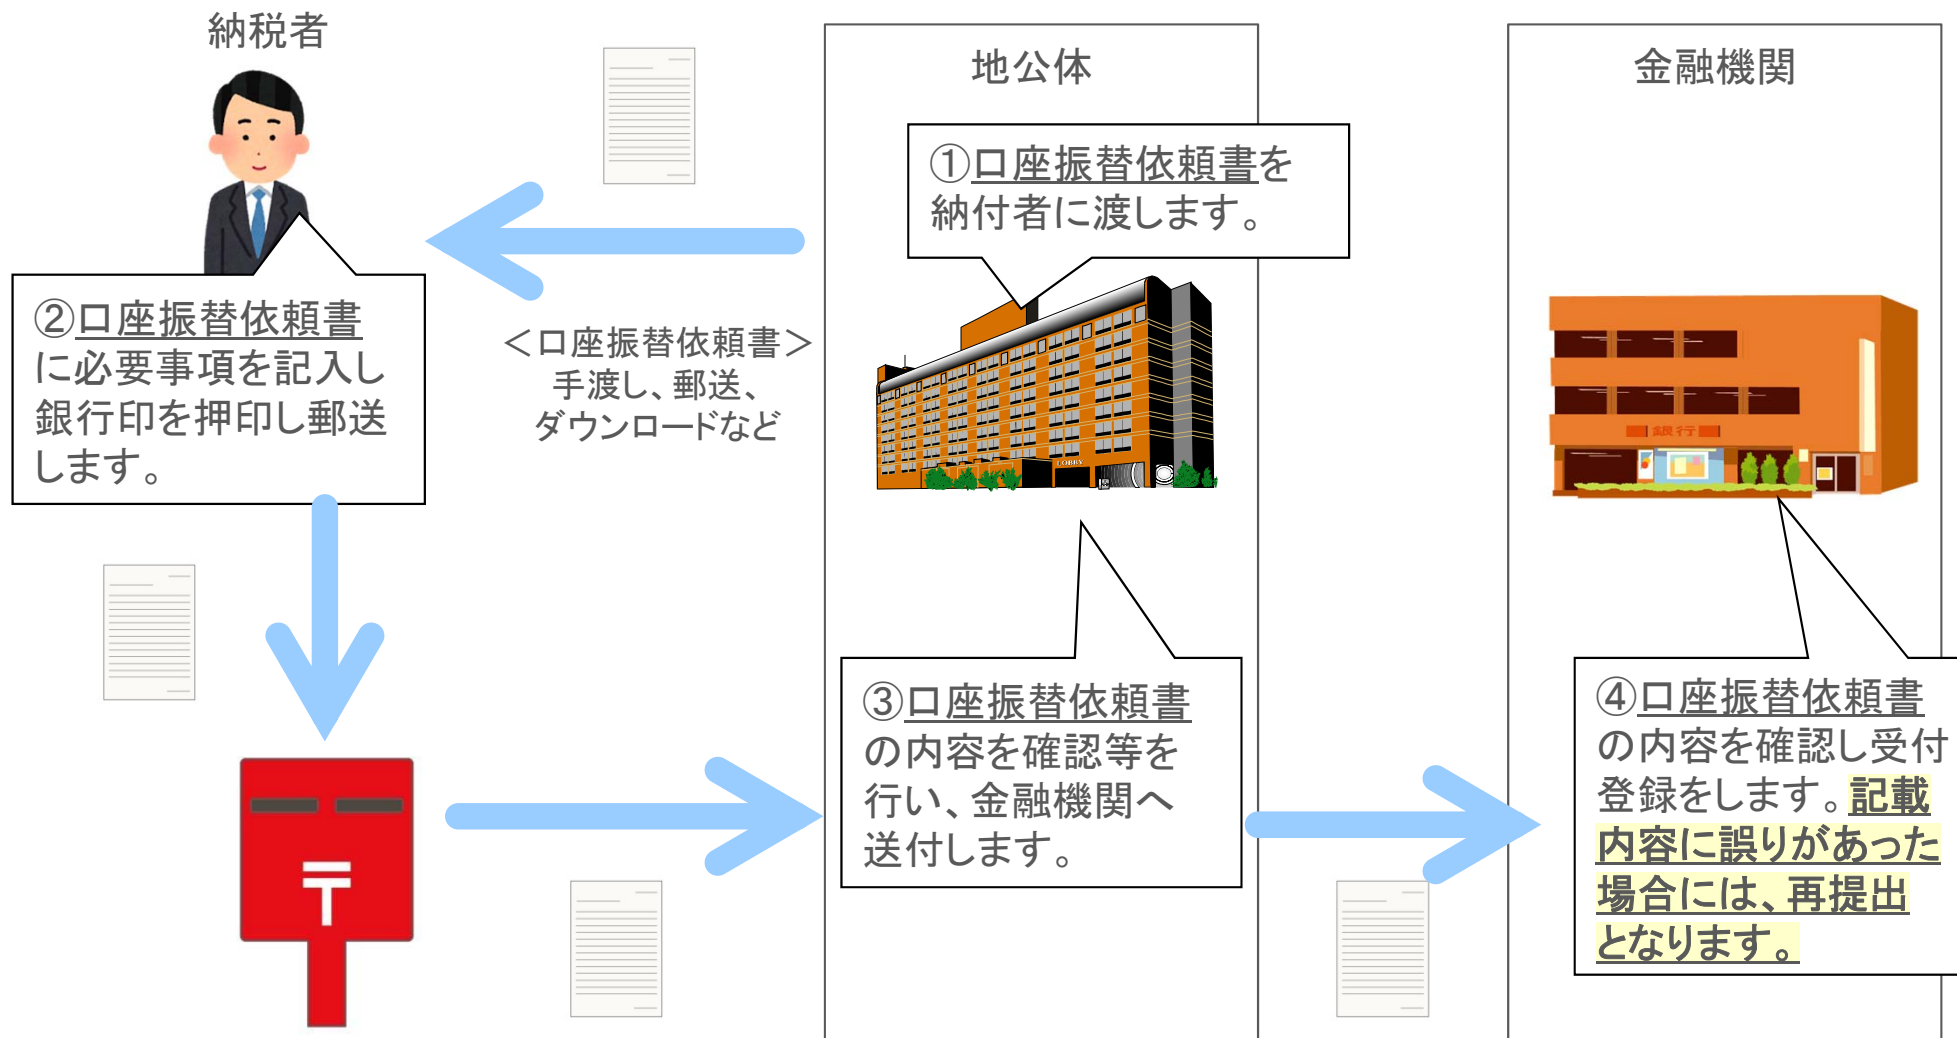 納税者
地公体
金融機関
①口座振替依頼書を
納付者に渡します。
②口座振替依頼書
に必要事項を記入し
銀行印を押印し郵送
します。
＜口座振替依頼書＞
手渡し、郵送、
ダウンロードなど
LOBBY
銀行
③口座振替依頼書
の内容を確認等を
行い、金融機関へ
送付します。
④口座振替依頼書
の内容を確認し受付
登録をします。記載
内容に誤りがあった
場合には、再提出
となります。